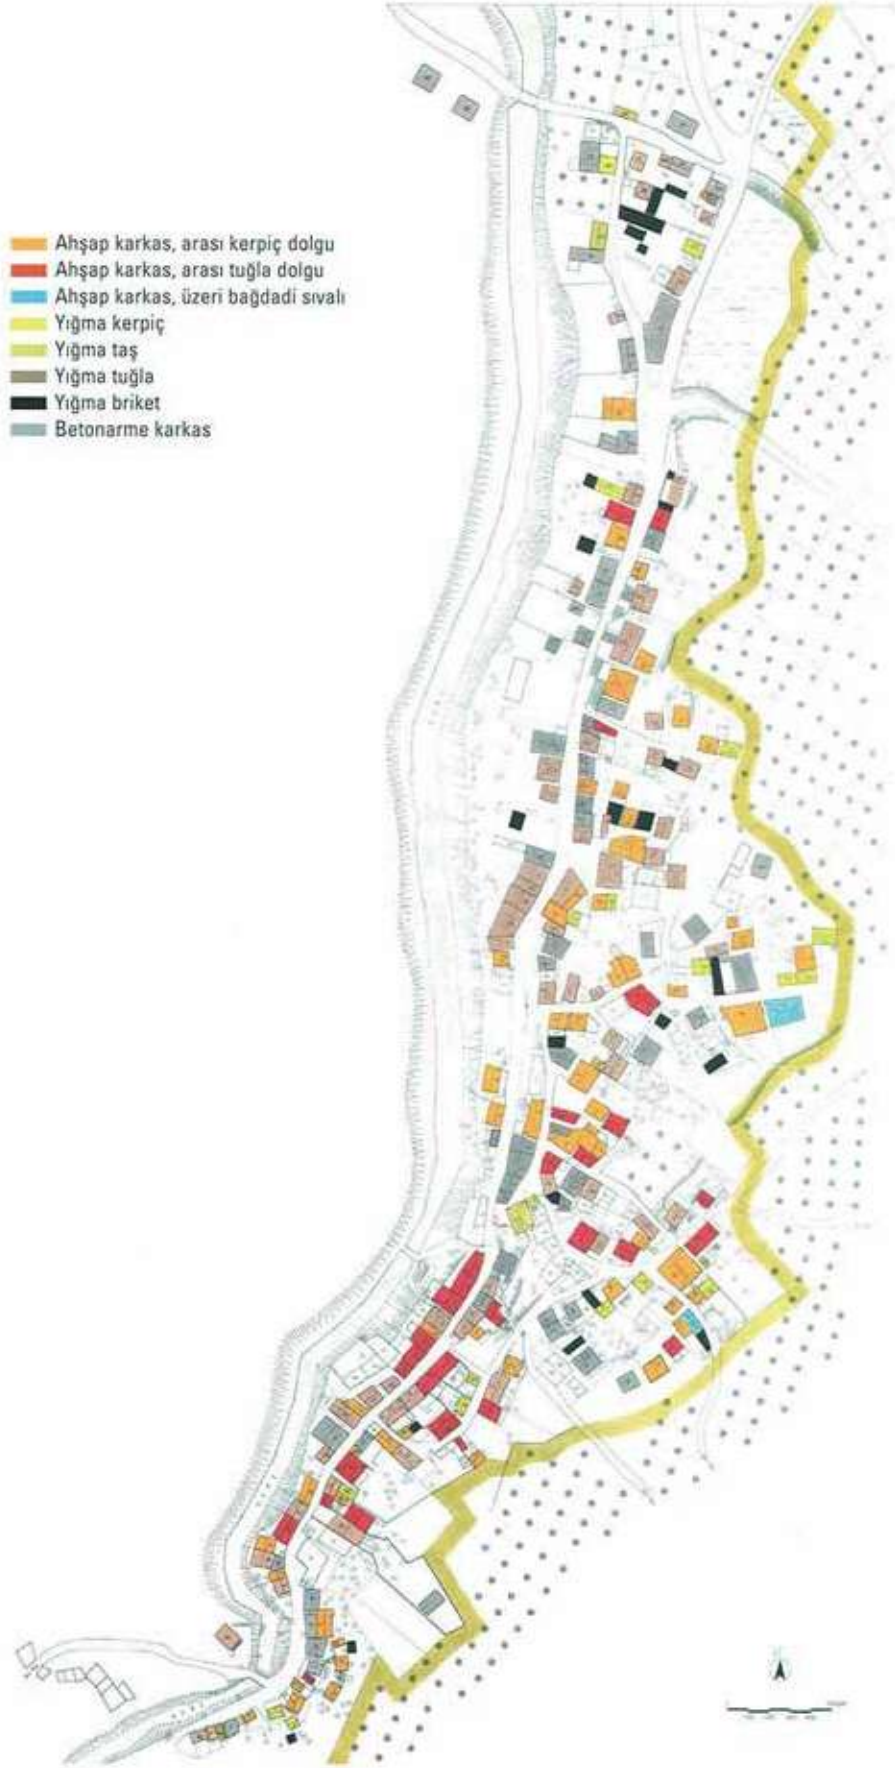 Ahşap karkas, arası kerpiç dolgu
Ahşap karkas, arası tuğla dolgu
Ahşap karkas, üzeri bağdadi sıvalı
Yığma kerpiç
Yığma taş
Yığma tuğla
Yığma briket
Betonarme karkas